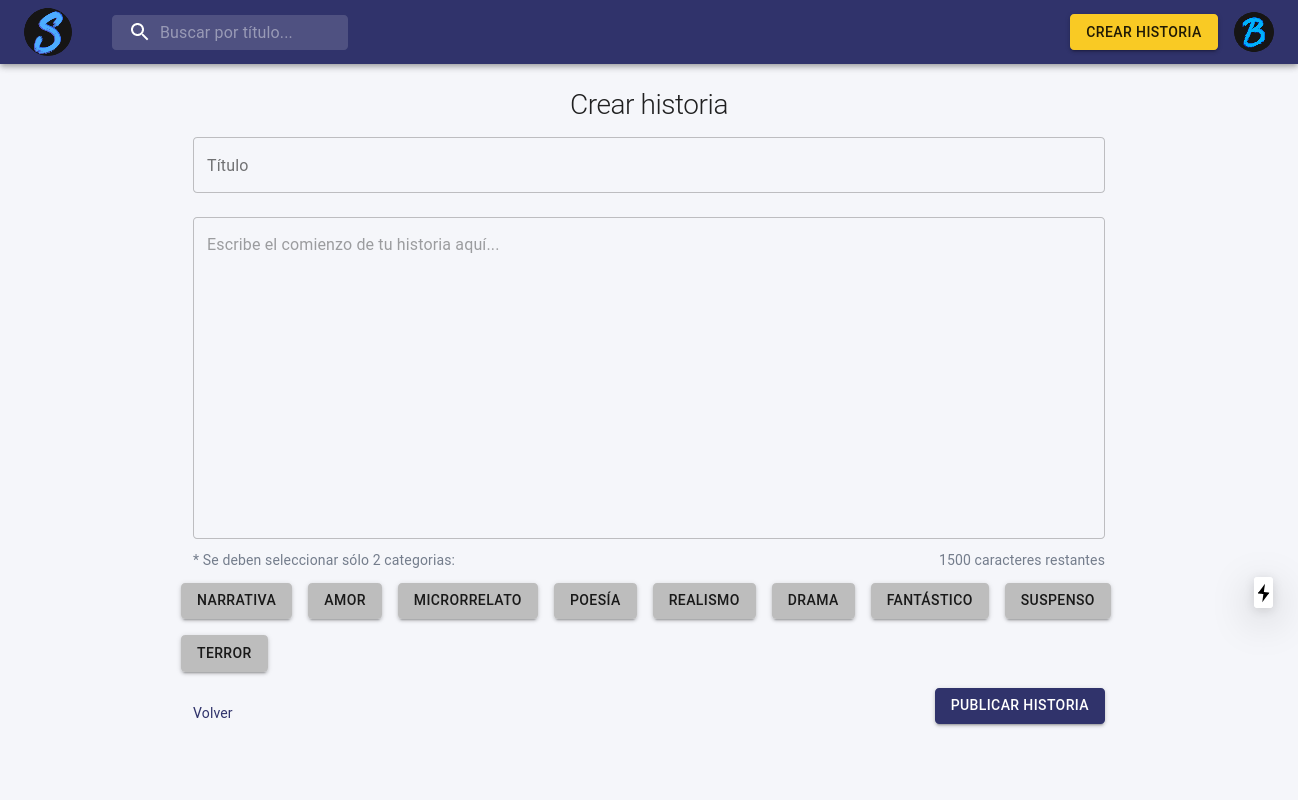 S
Buscar por título...
CREAR HISTORIA
B
Crear historia
Título
Escribe el comienzo de tu historia aquí...
* Se deben seleccionar sólo 2 categorias:
1500 caracteres restantes
NARRATIVA AMOR MICRORRELATO POESÍA REALISMO DRAMA FANTÁSTICO SUSPENSO
TERROR
Volver
PUBLICAR HISTORIA